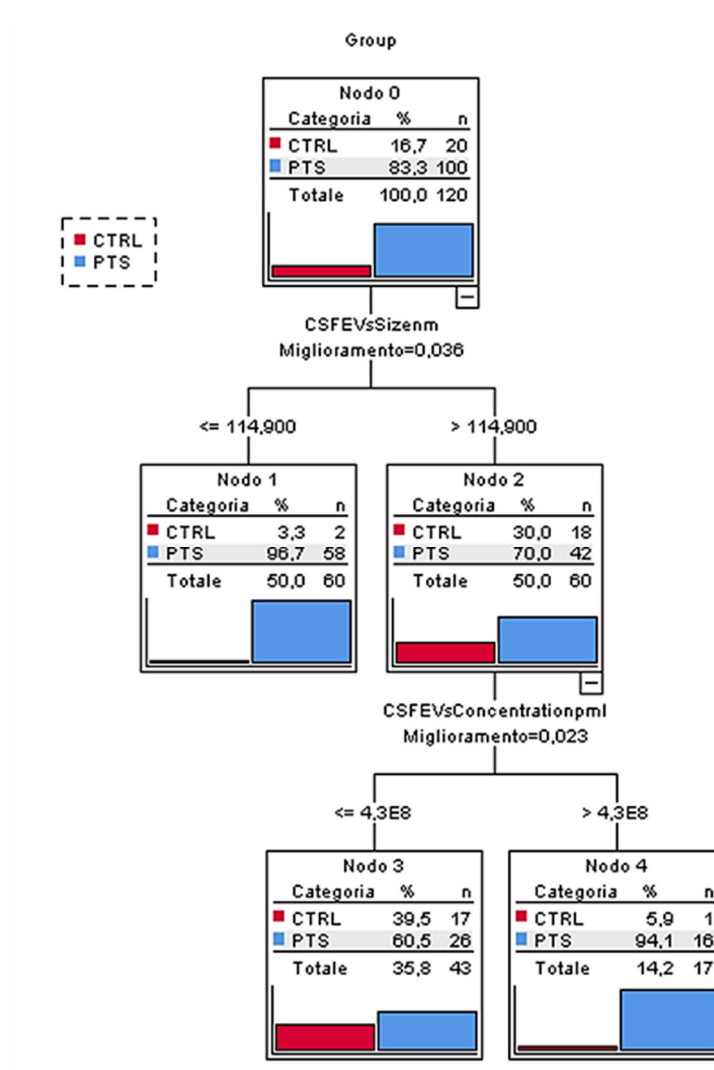 Group
Nodo 0
Categoria % n
CTRL 16,7 20
PTS 83,3 100
Totale 100,0 120
CTRL
PTS
CSFEVsSizenm
Miglioramento=0,036
<= 114,900
> 114,900
Nodo 1
Categoria % n
CTRL 3,3 2
PTS 96,7 58
Totale 50,0 60
Nodo 2
Categoria % n
CTRL 30,0 18
PTS 70,0 42
Totale 50,0 60
CSFEVsConcentrationpml
Miglioramento=0,023
<= 4,3E8
> 4,3E8
Nodo 3
Categoria % n
CTRL 39,5 17
PTS 60,5 26
Totale 35,8 43
Nodo 4
Categoria % n
CTRL 5,9 1
PTS 94,1 16
Totale 14,2 17